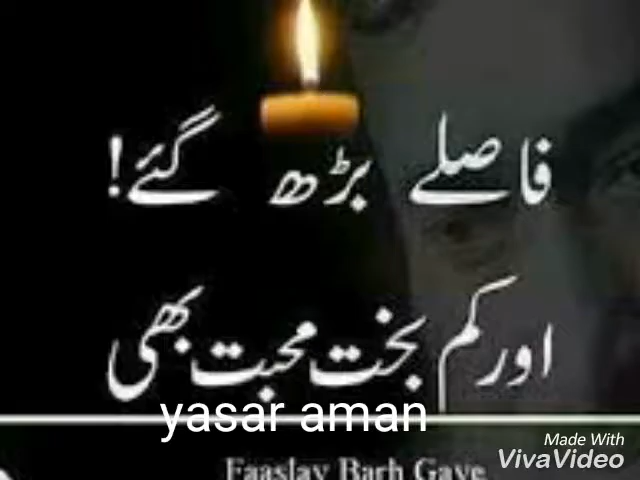 فاصلے بڑھ گئے!
اور کم بخت محبت بھی
yasar aman
Made With
VivaVideo
Faaslay Barh Gaye